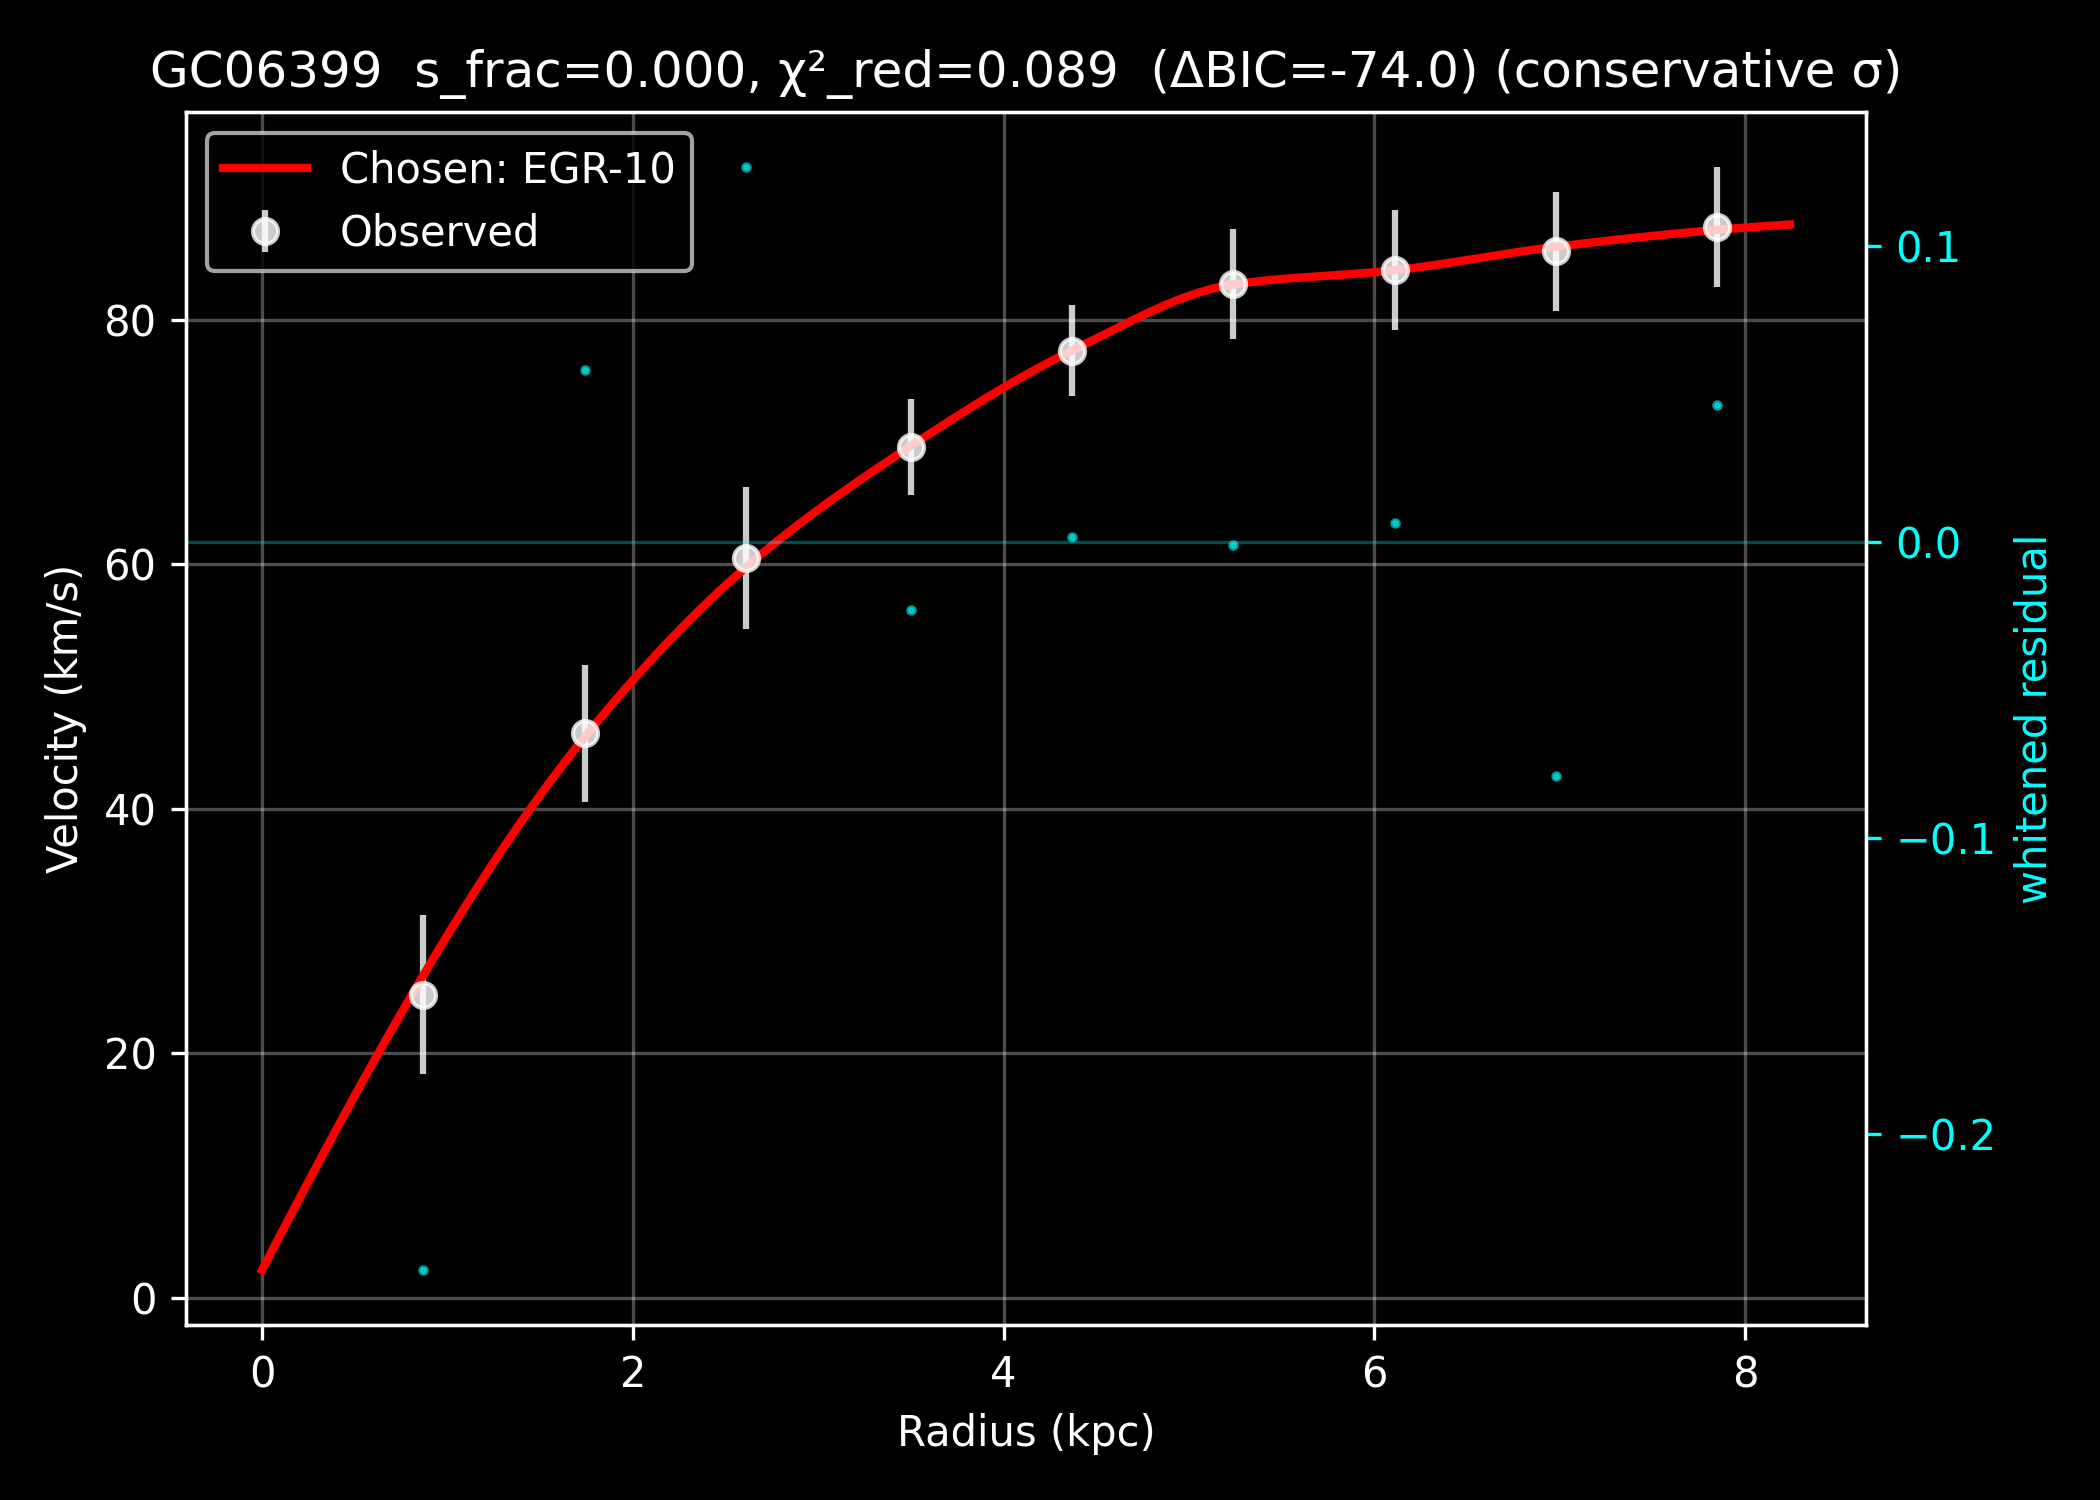 GC06399 s_frac=0.000, χ²_red=0.089 (ΔBIC=-74.0) (conservative σ)
Chosen: EGR-10
Observed
80
60
40
20
0
Velocity (km/s)
0 2 4 6 8
Radius (kpc)
0.1
0.0
−0.1
−0.2
whitened residual